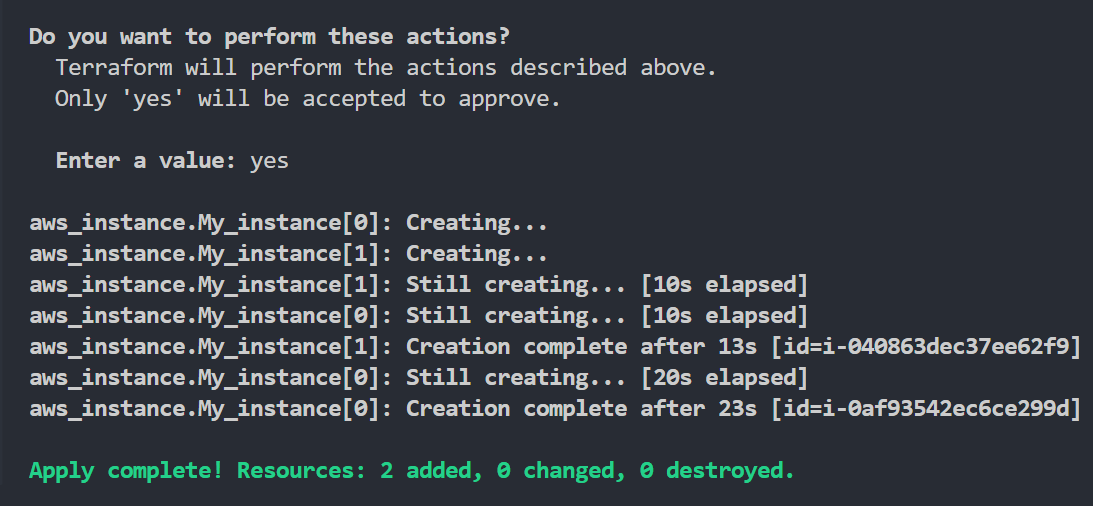 Do you want to perform these actions?
Terraform will perform the actions described above.
Only 'yes' will be accepted to approve.
Enter a value: yes
aws_instance.My_instance[0]: Creating...
aws_instance.My_instance[1]: Creating...
aws_instance.My_instance[1]: Still creating... [10s elapsed]
aws_instance.My_instance[0]: Still creating... [10s elapsed]
aws_instance.My_instance[1]: Creation complete after 13s [id=i-040863dec37ee62f9]
aws_instance.My_instance[0]: Still creating... [20s elapsed]
aws_instance.My_instance[0]: Creation complete after 23s [id=i-0af93542ec6ce299d]
Apply complete! Resources: 2 added, 0 changed, 0 destroyed.